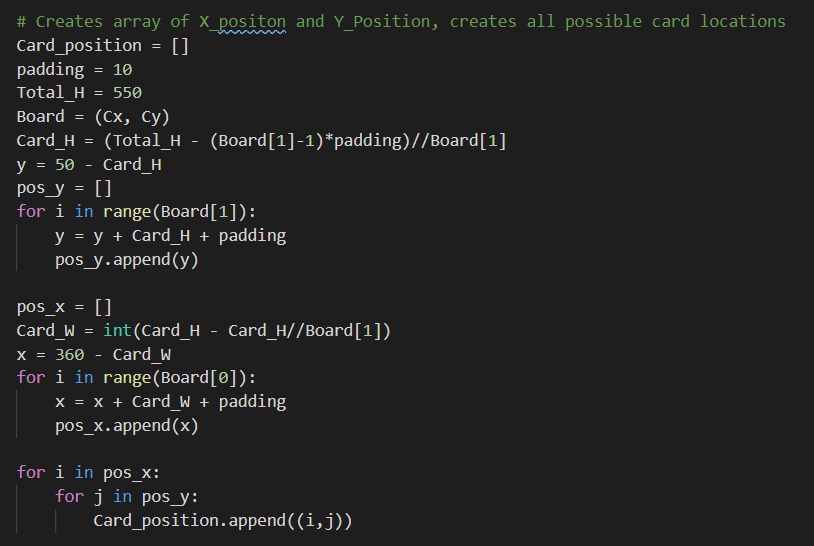 # Creates array of X_positon and Y_Position, creates all possible card locations
Card_position = []
padding = 10
Total_H = 550
Board = (Cx, Cy)
Card_H = (Total_H - (Board[1]-1)*padding)//Board[1]
y = 50 - Card_H
pos_y = []
for i in range(Board[1]):
    y = y + Card_H + padding
    pos_y.append(y)

pos_x = []
Card_W = int(Card_H - Card_H//Board[1])
x = 360 - Card_W
for i in range(Board[0]):
    x = x + Card_W + padding
    pos_x.append(x)

for i in pos_x:
    for j in pos_y:
        Card_position.append((i,j))